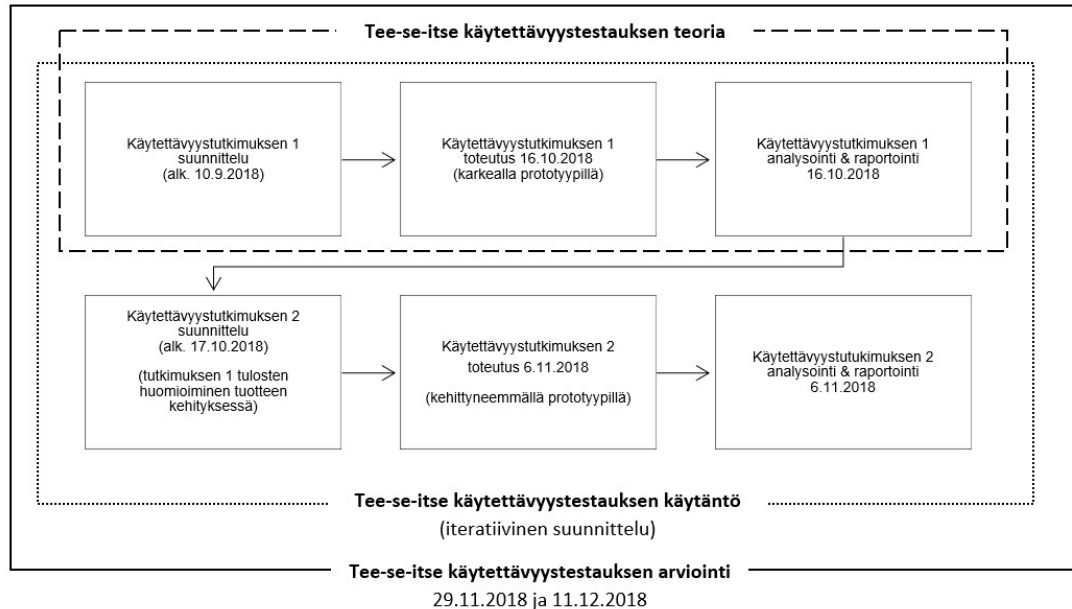 Tee-se-itse käytettävyystestauksen teoria
Käytettävyystutkimuksen 1
suunnittelu
(alk. 10.9.2018)
Käytettävyystutkimuksen 1
toteutus 16.10.2018
(karkealla prototyypillä)
Käytettävyystutkimuksen 1
analysointi & raportointi
16.10.2018
Käytettävyystutkimuksen 2
suunnittelu
(alk. 17.10.2018)
(tutkimuksen 1 tulosten
huomioiminen tuotteen
kehityksessä)
Käytettävyystutkimuksen 2
toteutus 6.11.2018
(kehittyneemmällä prototyypillä)
Käytettävyystutukimuksen 2
analysointi & raportointi
6.11.2018
Tee-se-itse käytettävyystestauksen käytäntö
(iteratiivinen suunnittelu)
Tee-se-itse käytettävyystestauksen arviointi
29.11.2018 ja 11.12.2018